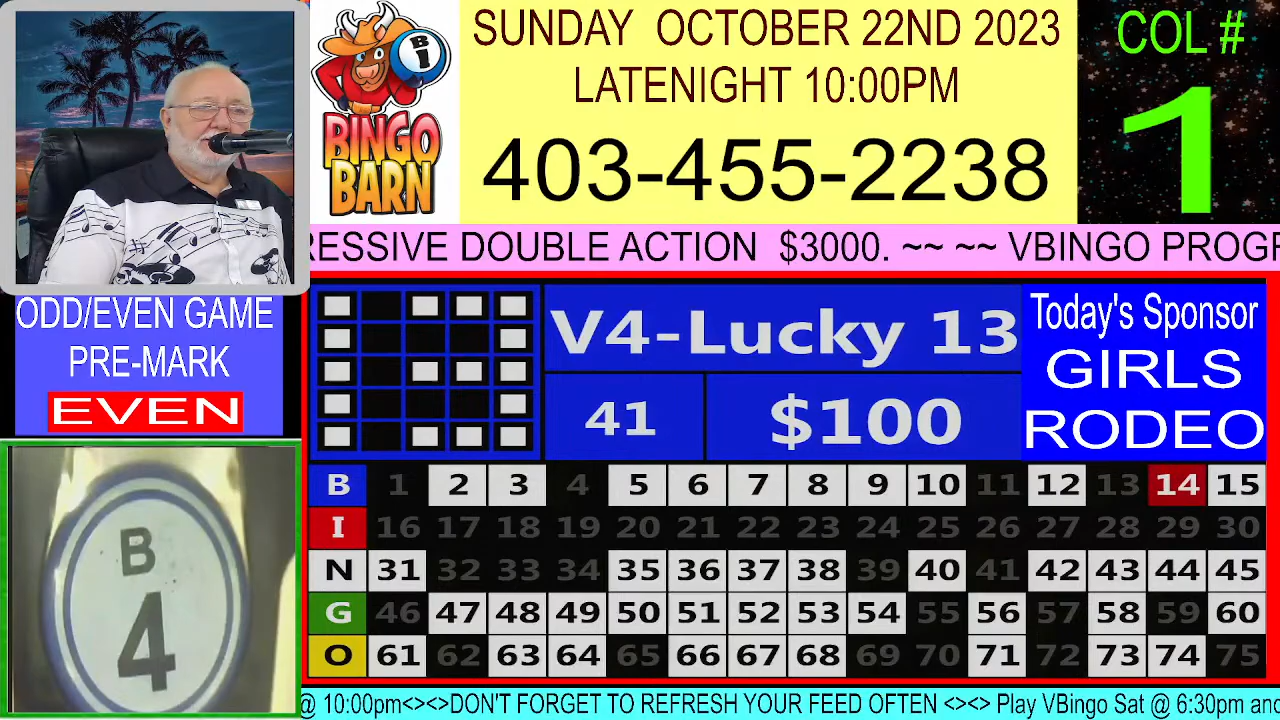 SUNDAY OCTOBER 22ND 2023
LATENIGHT 10:00PM
403-455-2238
COL #
1
B
1
BINGO
BARN
RESSIVE DOUBLE ACTION $3000. ~~ ~~ VBINGO PROGR
ODD/EVEN GAME
PRE-MARK
EVEN
V4-Lucky 13
41
$100
Today's Sponsor
GIRLS
RODEO
B 1 2 3 4 5 6 7 8 9 10 11 12 13 14 15
I 16 17 18 19 20 21 22 23 24 25 26 27 28 29 30
N 31 32 33 34 35 36 37 38 39 40 41 42 43 44 45
G 46 47 48 49 50 51 52 53 54 55 56 57 58 59 60
O 61 62 63 64 65 66 67 68 69 70 71 72 73 74 75
B
4
@ 10:00pm<><>DON'T FORGET TO REFRESH YOUR FEED OFTEN <><> Play VBingo Sat @ 6:30pm and